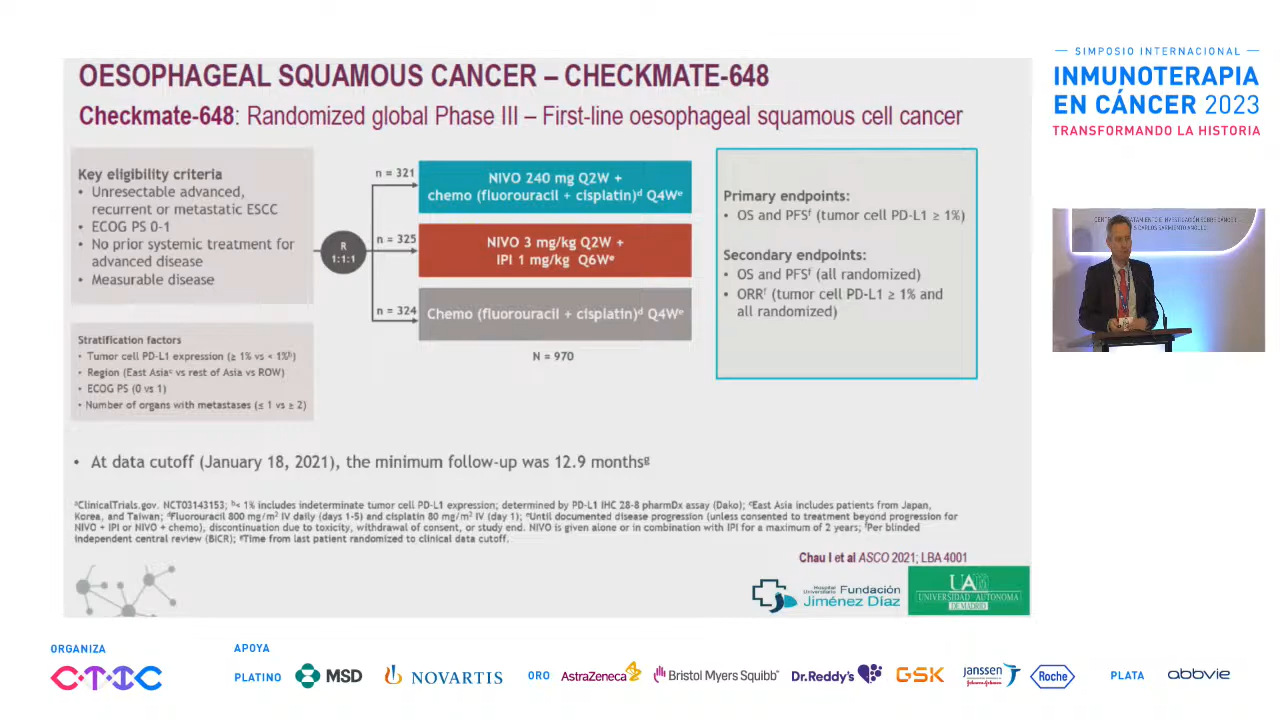 OESOPHAGEAL SQUAMOUS CANCER – CHECKMATE-648
Checkmate-648: Randomized global Phase III – First-line oesophageal squamous cell cancer
Key eligibility criteria
• Unresectable advanced,
recurrent or metastatic ESCC
• ECOG PS 0-1
• No prior systemic treatment for
advanced disease
• Measurable disease
Stratification factors
• Tumor cell PD-L1 expression (≥ 1% vs < 1%ᵇ)
• Region (East Asiaᶜ vs rest of Asia vs ROW)
• ECOG PS (0 vs 1)
• Number of organs with metastases (≤ 1 vs ≥ 2)
R
1:1:1
n = 321
NIVO 240 mg Q2W +
chemo (fluorouracil + cisplatin)ᵈ Q4Wᵉ
n = 325
NIVO 3 mg/kg Q2W +
IPI 1 mg/kg Q6Wᵉ
n = 324
Chemo (fluorouracil + cisplatin)ᵈ Q4Wᵉ
N = 970
Primary endpoints:
• OS and PFSᶠ (tumor cell PD-L1 ≥ 1%)
Secondary endpoints:
• OS and PFSᶠ (all randomized)
• ORRᶠ (tumor cell PD-L1 ≥ 1% and
all randomized)
• At data cutoff (January 18, 2021), the minimum follow-up was 12.9 monthsᵍ
ᵃClinicalTrials.gov. NCT03143153; ᵇ< 1% includes indeterminate tumor cell PD-L1 expression; determined by PD-L1 IHC 28-8 pharmDx assay (Dako); ᶜEast Asia includes patients from Japan,
Korea, and Taiwan; ᵈFluorouracil 800 mg/m² IV daily (days 1-5) and cisplatin 80 mg/m² IV (day 1); ᵉUntil documented disease progression (unless consented to treatment beyond progression for
NIVO + IPI or NIVO + chemo), discontinuation due to toxicity, withdrawal of consent, or study end. NIVO is given alone or in combination with IPI for a maximum of 2 years; ᶠPer blinded
independent central review (BICR); ᵍTime from last patient randomized to clinical data cutoff.
Chau I et al ASCO 2021; LBA 4001
Hospital
Universitario
Fundación
Jiménez Díaz
UAM
UNIVERSIDAD AUTONOMA
DE MADRID
SIMPOSIO INTERNACIONAL
INMUNOTERAPIA
EN CÁNCER 2023
TRANSFORMANDO LA HISTORIA
ORGANIZA
CTIC
APOYA
PLATINO
MSD
NOVARTIS
ORO
AstraZeneca
Bristol Myers Squibb™
Dr.Reddy's
GSK
Janssen
Johnson-Johnson
Roche
PLATA
abbvie